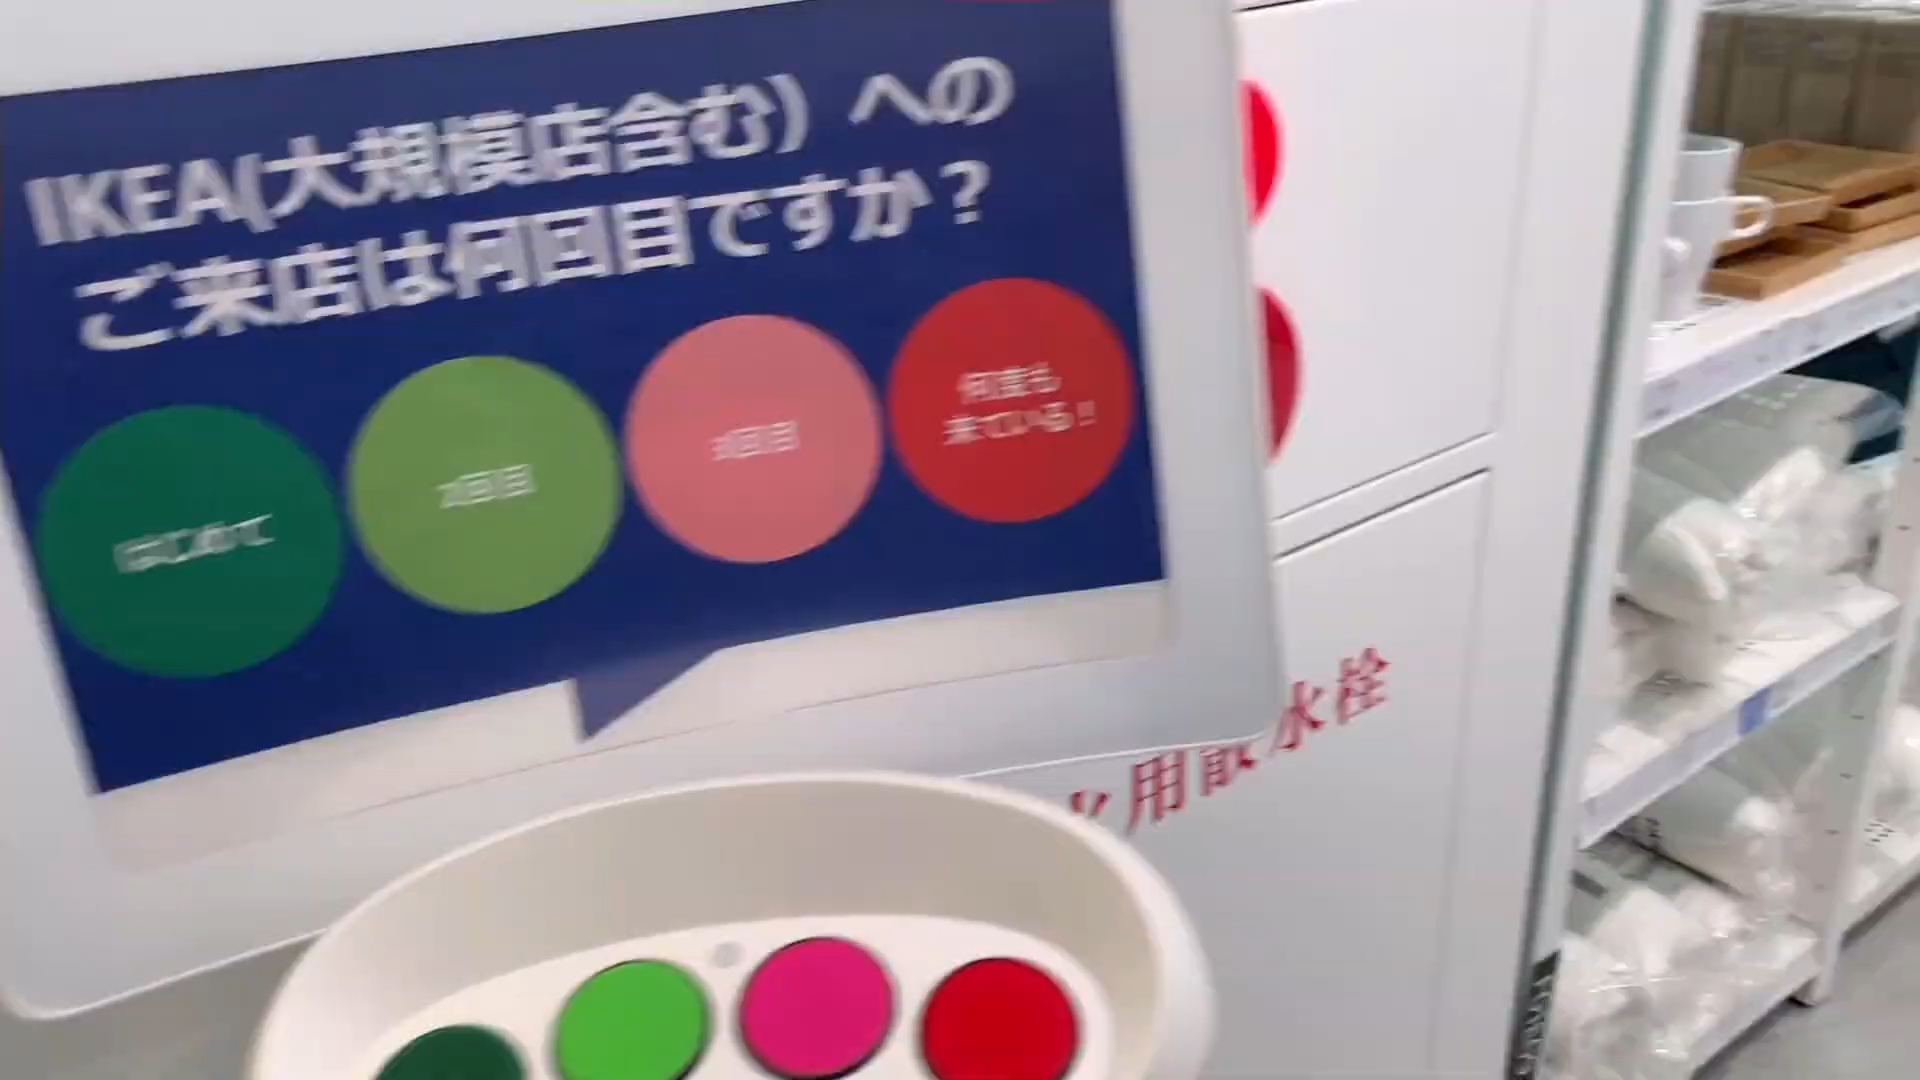 IKEA(大規模店含む）への
ご来店は何回目ですか？
はじめて
2回目
3回目
何度も
来ている！
用散水栓